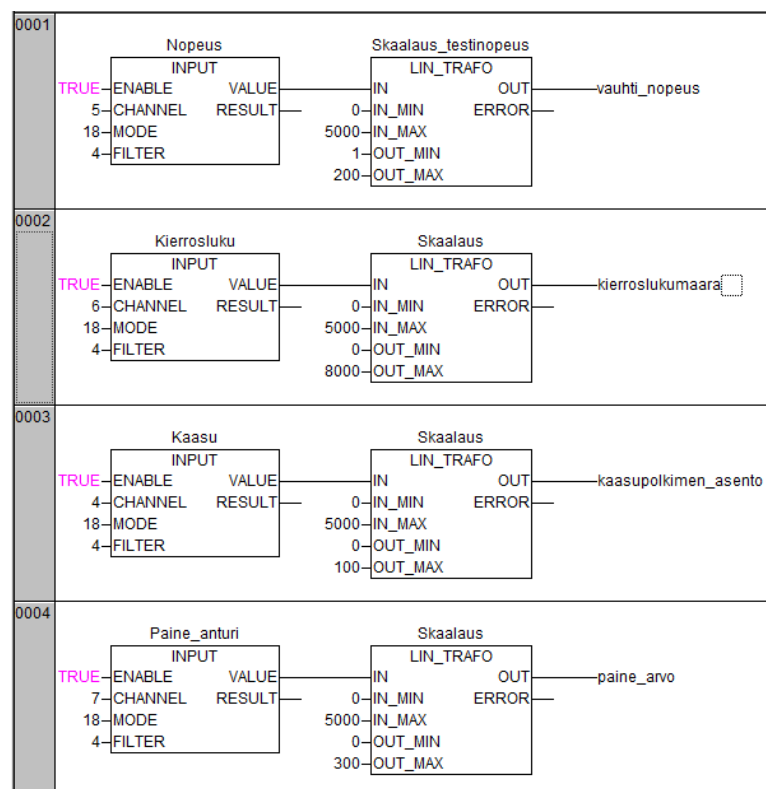 0001
Nopeus Skaalaus_testinopeus
INPUT LIN_TRAFO
TRUE ENABLE VALUE IN OUT vauhti_nopeus
5 CHANNEL RESULT 0 IN_MIN ERROR
18 MODE 5000 IN_MAX
4 FILTER 1 OUT_MIN
200 OUT_MAX
0002
Kierrosluku Skaalaus
INPUT LIN_TRAFO
TRUE ENABLE VALUE IN OUT kierroslukumaara
6 CHANNEL RESULT 0 IN_MIN ERROR
18 MODE 5000 IN_MAX
4 FILTER 0 OUT_MIN
8000 OUT_MAX
0003
Kaasu Skaalaus
INPUT LIN_TRAFO
TRUE ENABLE VALUE IN OUT kaasupolkimen_asento
4 CHANNEL RESULT 0 IN_MIN ERROR
18 MODE 5000 IN_MAX
4 FILTER 0 OUT_MIN
100 OUT_MAX
0004
Paine_anturi Skaalaus
INPUT LIN_TRAFO
TRUE ENABLE VALUE IN OUT paine_arvo
7 CHANNEL RESULT 0 IN_MIN ERROR
18 MODE 5000 IN_MAX
4 FILTER 0 OUT_MIN
300 OUT_MAX